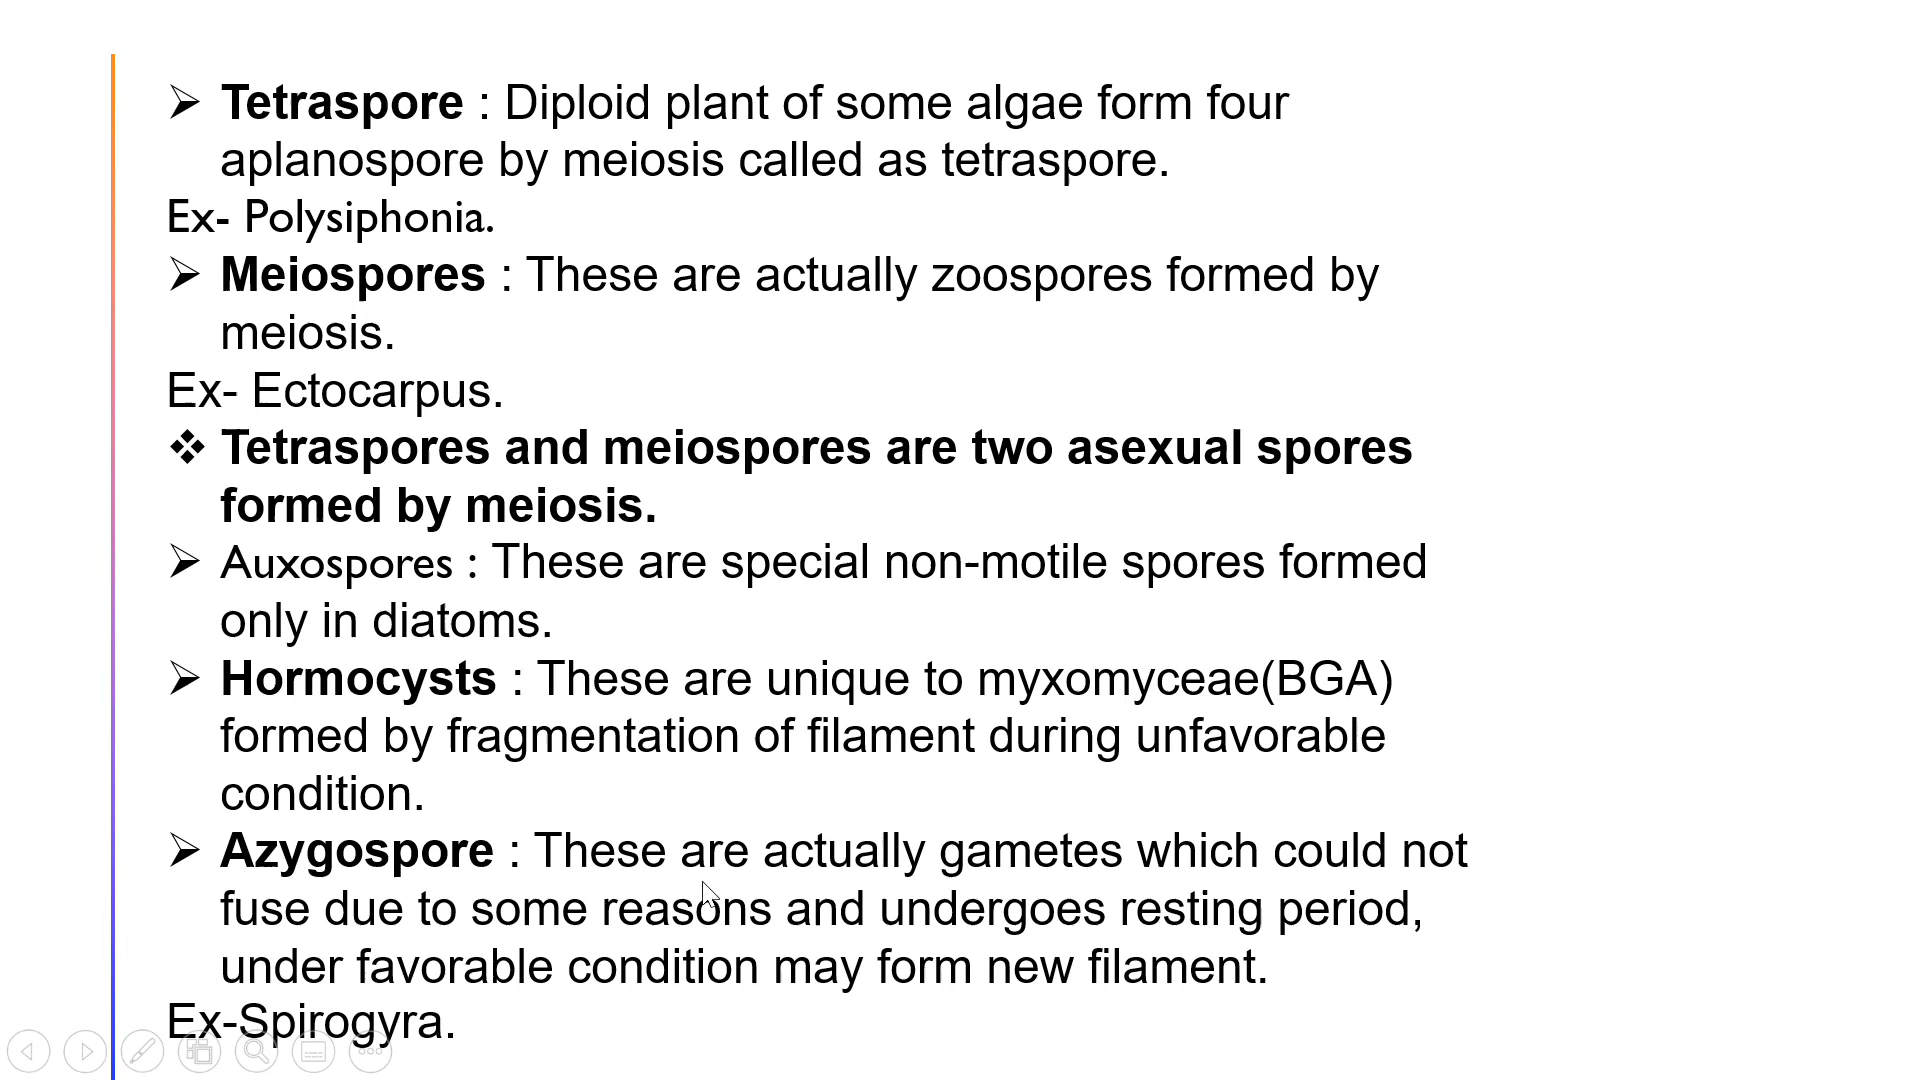 ➢ Tetraspore : Diploid plant of some algae form four
aplanospore by meiosis called as tetraspore.
Ex- Polysiphonia.
➢ Meiospores : These are actually zoospores formed by
meiosis.
Ex- Ectocarpus.
❖ Tetraspores and meiospores are two asexual spores
formed by meiosis.
➢ Auxospores : These are special non-motile spores formed
only in diatoms.
➢ Hormocysts : These are unique to myxomyceae(BGA)
formed by fragmentation of filament during unfavorable
condition.
➢ Azygospore : These are actually gametes which could not
fuse due to some reasons and undergoes resting period,
under favorable condition may form new filament.
Ex-Spirogyra.